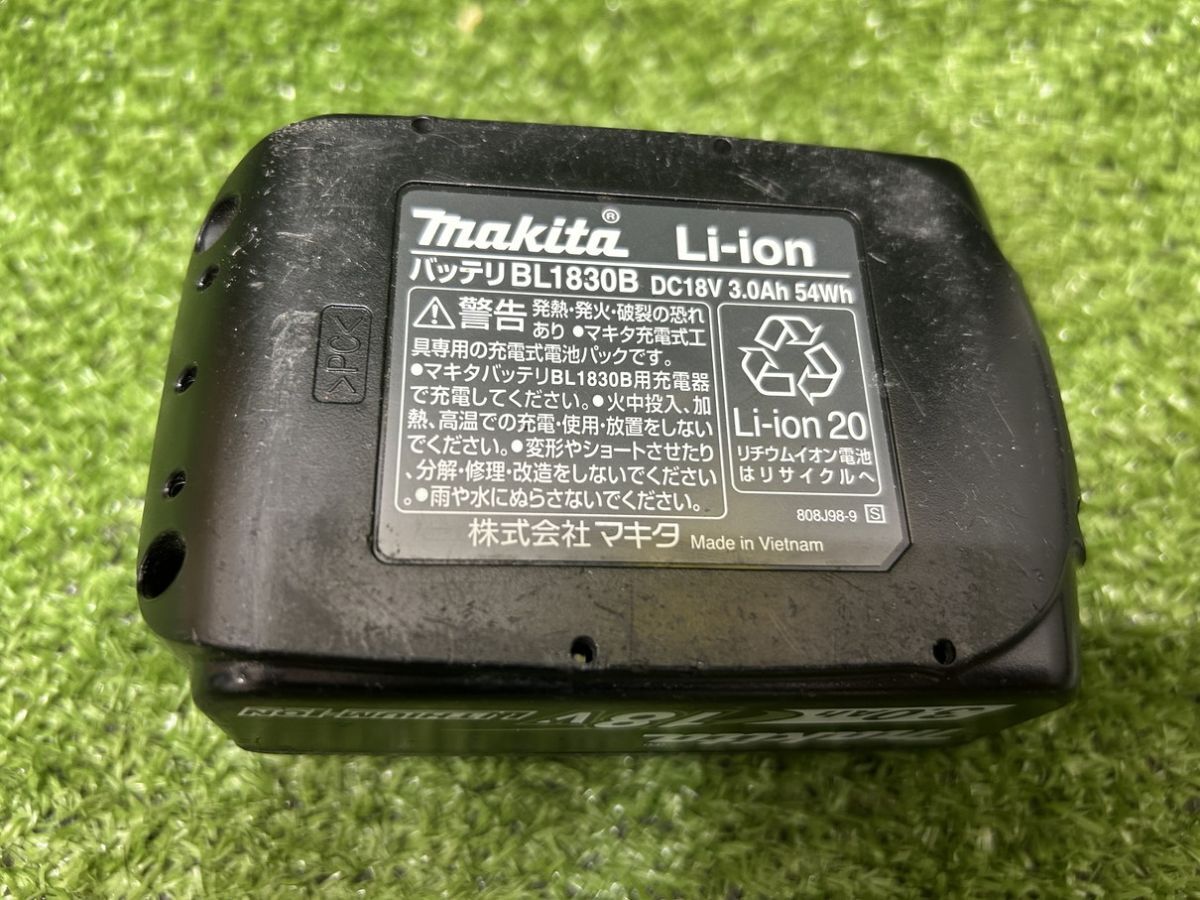 makita® Li-ion
バッテリ BL1830B DC18V 3.0Ah 54Wh
警告 発熱・発火・破裂の恐れ
あり ●マキタ充電式工
具専用の充電式電池パックです。
●マキタバッテリBL1830B用充電器
で充電してください。●火中投入、加
熱、高温での充電・使用・放置をしない
でください。●変形やショートさせたり
、分解・修理・改造をしないでください
。●雨や水にぬらさないでください。
Li-ion 20
リチウムイオン電池
はリサイクルへ
808J98-9 S
株式会社 マキタ Made in Vietnam
>PC<
makita
3.0Ah 18V LITHIUM-ION